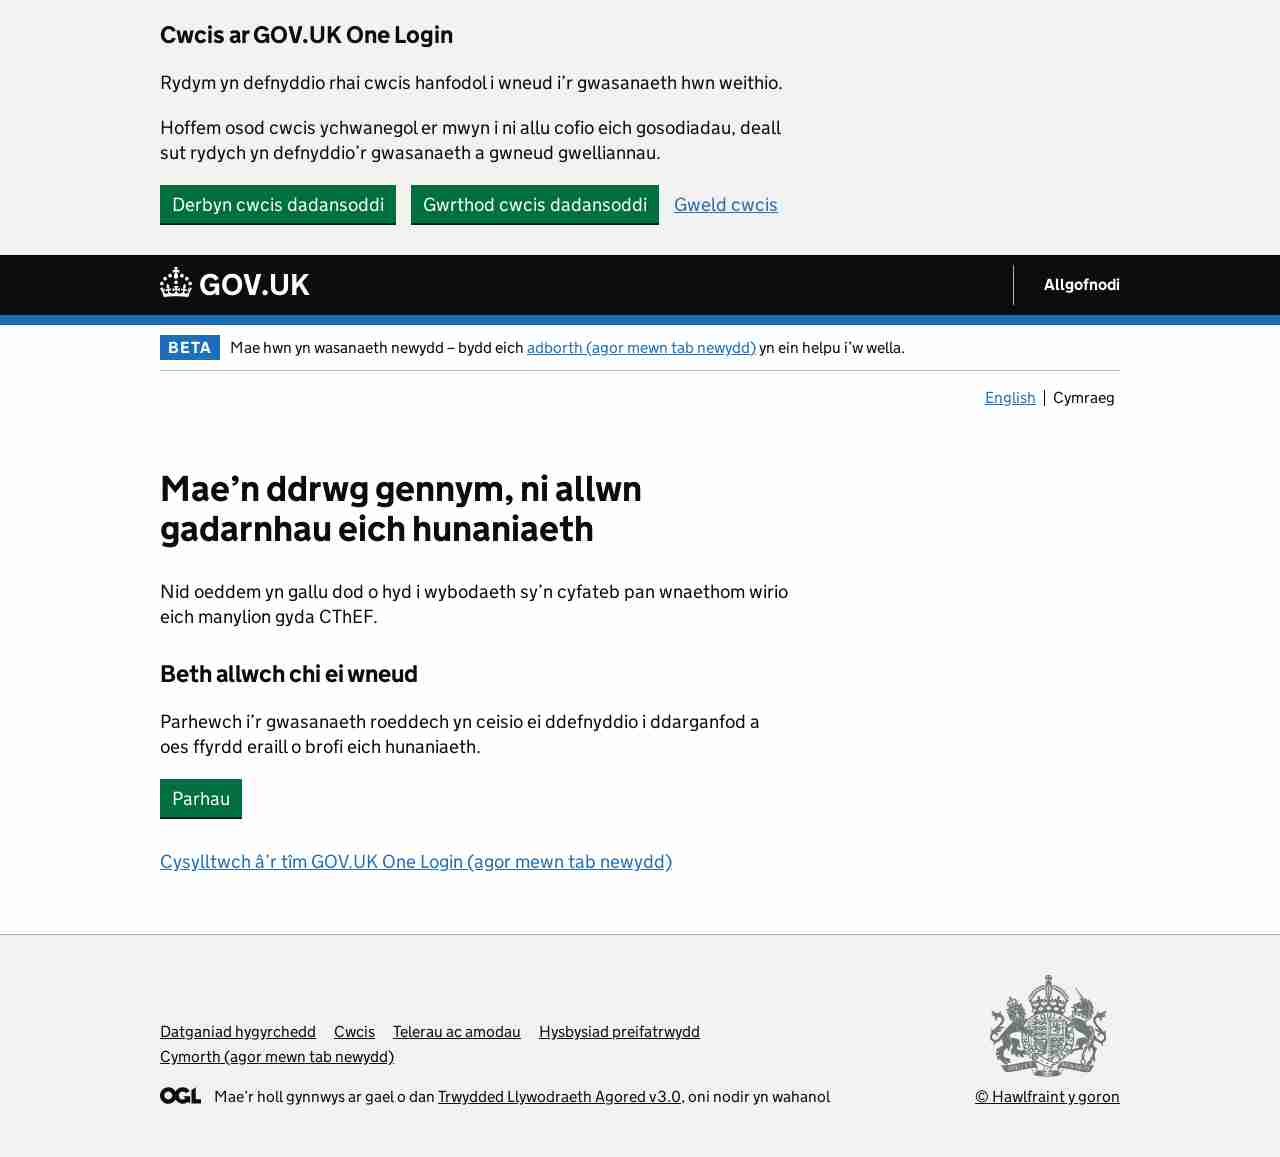 Cwcis ar GOV.UK One Login
Rydym yn defnyddio rhai cwcis hanfodol i wneud i’r gwasanaeth hwn weithio.
Hoffem osod cwcis ychwanegol er mwyn i ni allu cofio eich gosodiadau, deall
sut rydych yn defnyddio’r gwasanaeth a gwneud gwelliannau.
Derbyn cwcis dadansoddi Gwrthod cwcis dadansoddi Gweld cwcis
GOV.UK Allgofnodi
BETA Mae hwn yn wasanaeth newydd – bydd eich adborth (agor mewn tab newydd) yn ein helpu i’w wella.
English Cymraeg
Mae’n ddrwg gennym, ni allwn
gadarnhau eich hunaniaeth
Nid oeddem yn gallu dod o hyd i wybodaeth sy’n cyfateb pan wnaethom wirio
eich manylion gyda CThEF.
Beth allwch chi ei wneud
Parhewch i’r gwasanaeth roeddech yn ceisio ei ddefnyddio i ddarganfod a
oes ffyrdd eraill o brofi eich hunaniaeth.
Parhau
Cysylltwch â’r tîm GOV.UK One Login (agor mewn tab newydd)
Datganiad hygyrchedd Cwcis Telerau ac amodau Hysbysiad preifatrwydd
Cymorth (agor mewn tab newydd)
OGL Mae’r holl gynnwys ar gael o dan Trwydded Llywodraeth Agored v3.0, oni nodir yn wahanol
© Hawlfraint y goron